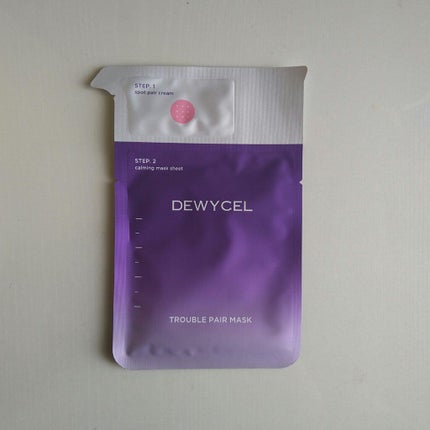 STEP. 1
spot pair cream
STEP. 2
calming mask sheet
DEWYCEL
TROUBLE PAIR MASK